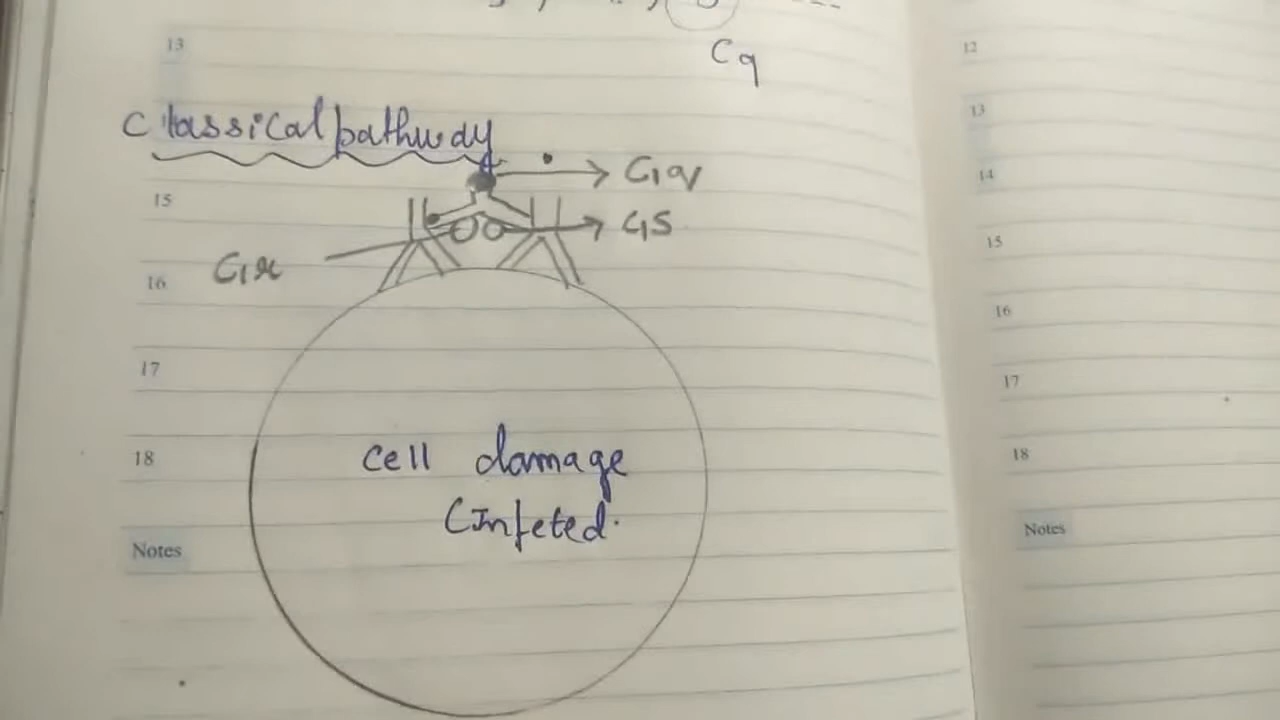 C9
13
Classical pathway
C1qv
15
C1S
C1r
16
17
18
cell damage
(Infeted.
Notes
12
13
14
15
16
17
18
Notes